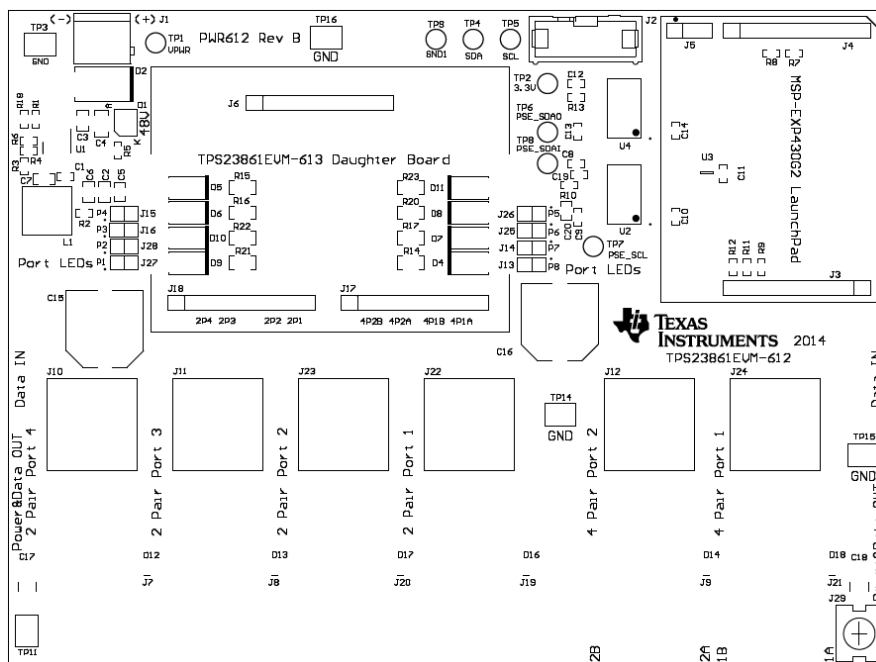 (-)
(+)
J1
TP3
GND
TP1
VPWR
PWR612 Rev B
TP16
GND
TP9
GND1
TP4
SDA
TP5
SCL
J2
J5
J4
D2
R18
R1
A
D1
48V
K
C3
C4
R6
U1
R5
R3
R4
C7
C1
C6
C2
C5
R2
L1
J6
TPS23861EVM-613 Daughter Board
TP2
3.3V
C12
R13
TP6
PSE_SDAO
TP8
PSE_SDAI
D13
C8
C19
R10
C20
C9
U4
U2
TP7
PSE_SCL
R8
R7
MSP-EXP430G2 LaunchPad
C14
U3
C11
C10
R12
R11
R9
J3
P4
J15
P3
J16
P2
J28
P1
J27
Port LEDs
D5
R15
D6
R16
D10
R22
D9
R21
R23
D11
R20
D8
R17
D7
R14
D4
J26
P5
J25
P6
J14
P7
J13
P8
Port LEDs
J18
2P4 2P3
2P2 2P1
J17
4P2B 4P2A
4P1B 4P1A
C15
C16
TEXAS
INSTRUMENTS
2014
TPS23861EVM-612
Data IN
J10
J11
J23
J22
J12
J24
Data IN
TP14
GND
TP15
GND
Power&Data OUT
2 Pair Port 4
2 Pair Port 3
2 Pair Port 2
2 Pair Port 1
4 Pair Port 2
4 Pair Port 1
C17
D12
D13
D17
D16
D14
D18
C18
J7
J8
J20
J19
J9
J21
J29
TP11
2B
2A
1B
1A